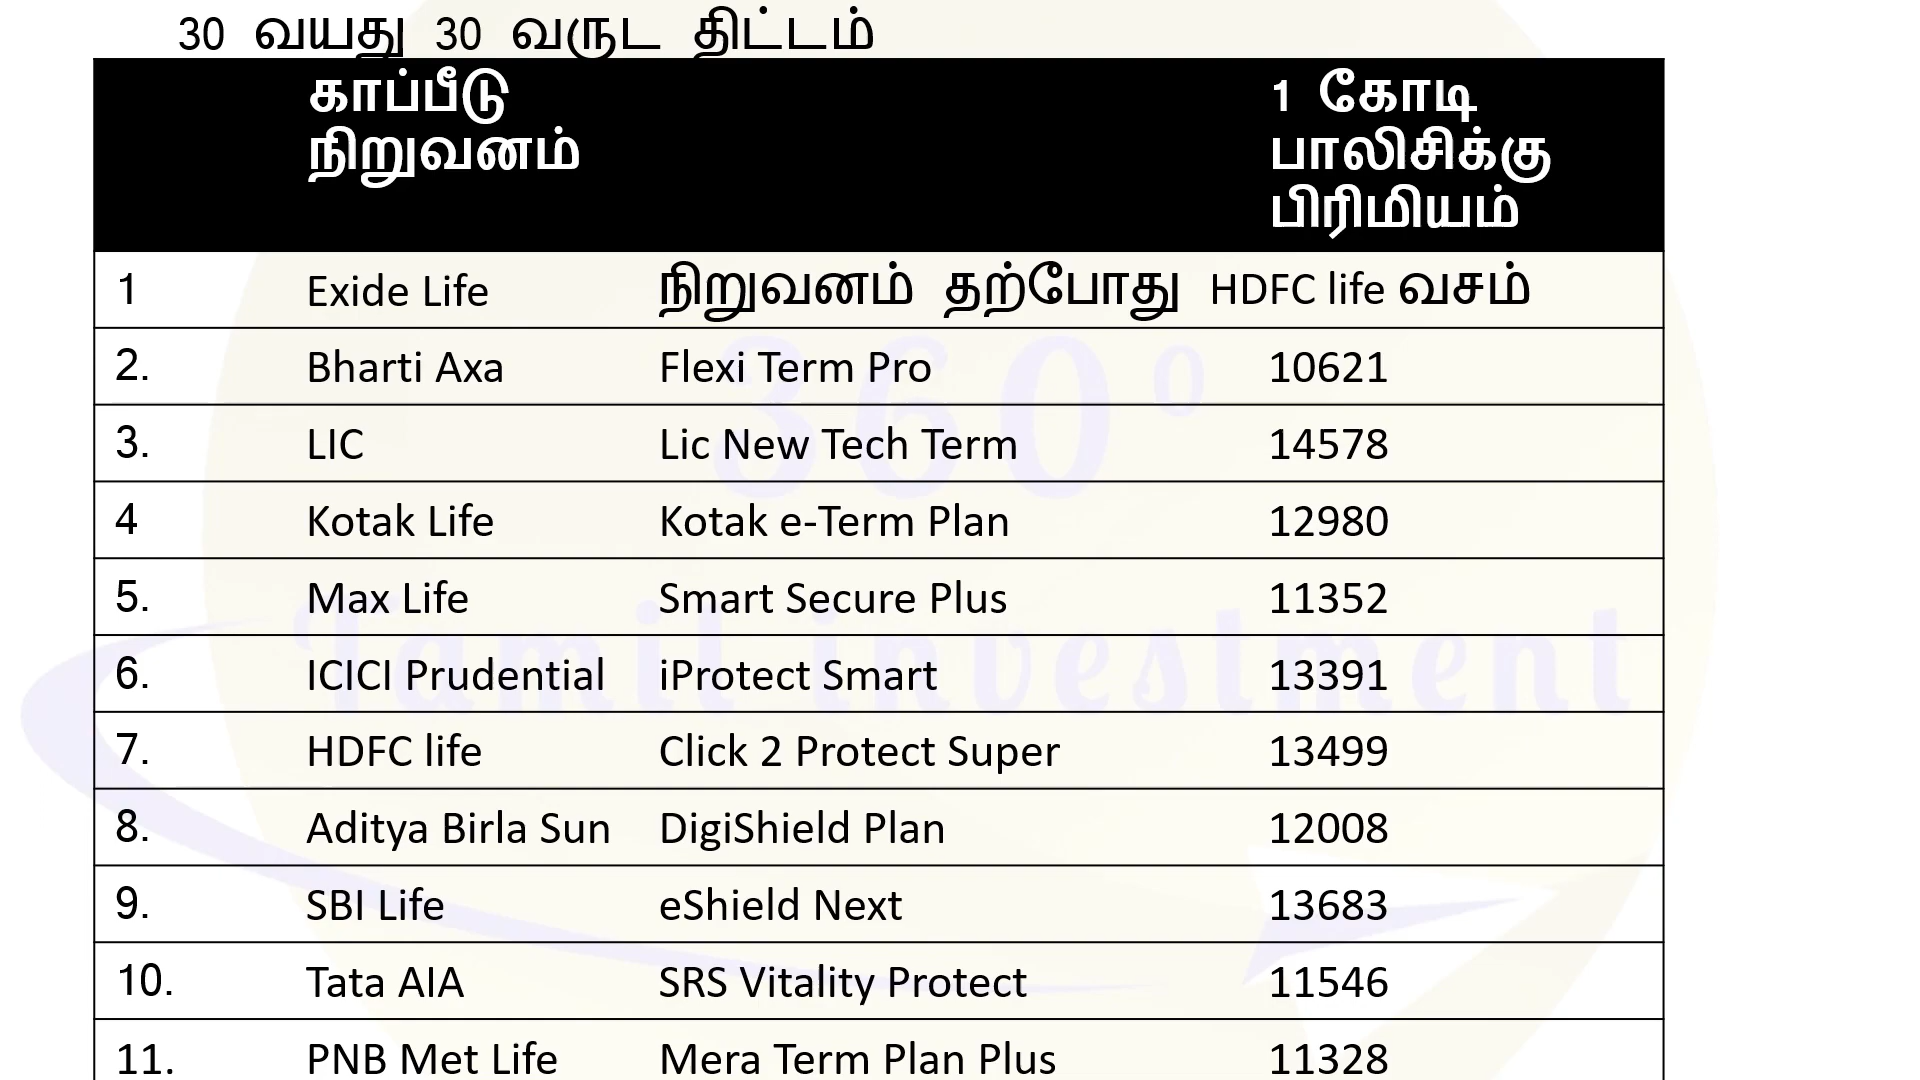 30 வயது 30 வருட திட்டம்
காப்பீடு நிறுவனம் 1 கோடி பாலிசிக்கு பிரிமியம்
1 Exide Life நிறுவனம் தற்போது HDFC life வசம்
2. Bharti Axa Flexi Term Pro 10621
3. LIC Lic New Tech Term 14578
4 Kotak Life Kotak e-Term Plan 12980
5. Max Life Smart Secure Plus 11352
6. ICICI Prudential iProtect Smart 13391
7. HDFC life Click 2 Protect Super 13499
8. Aditya Birla Sun DigiShield Plan 12008
9. SBI Life eShield Next 13683
10. Tata AIA SRS Vitality Protect 11546
11. PNB Met Life Mera Term Plan Plus 11328
360°
Tamil investment